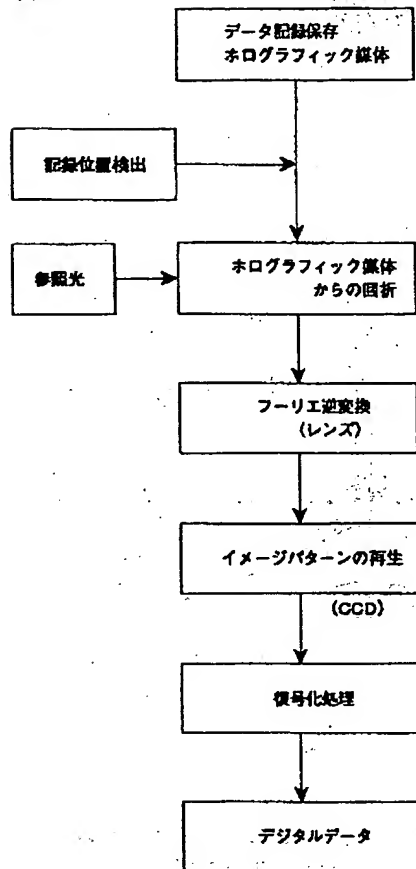 データ記録保存
ホログラフィック媒体
記録位置検出
参照光
ホログラフィック媒体
からの回折
フーリエ逆変換
(レンズ)
イメージパターンの再生
(CCD)
復号化処理
デジタルデータ